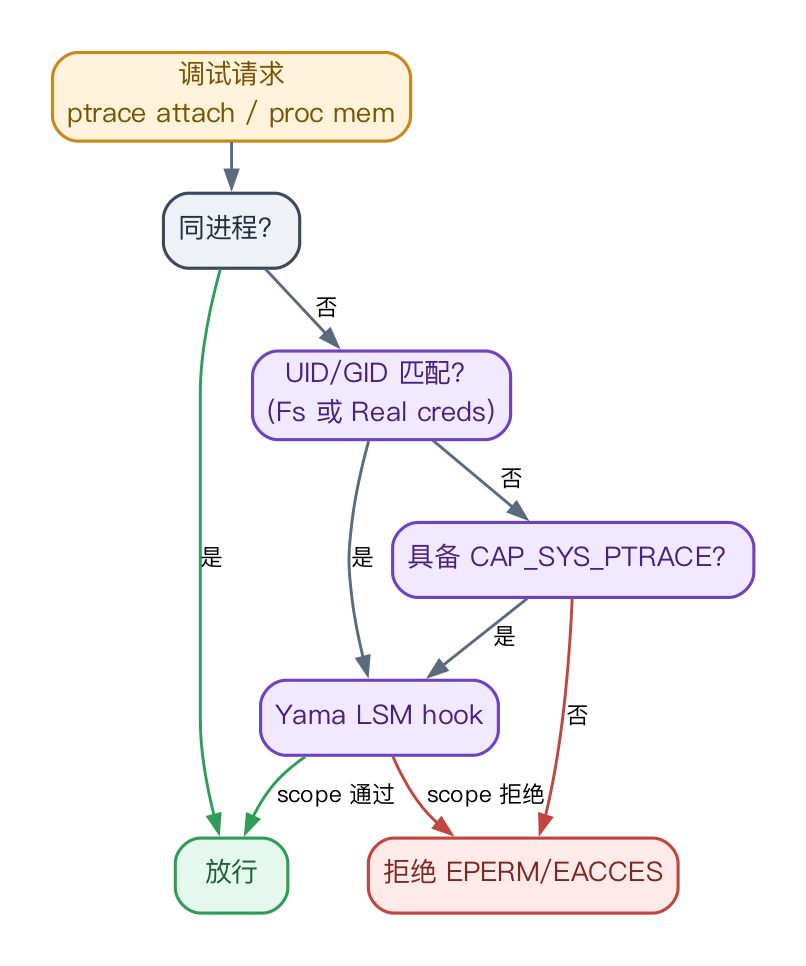 调试请求
ptrace attach / proc mem
同进程？
否
UID/GID 匹配？
(Fs 或 Real creds)
否
是
是
具备 CAP_SYS_PTRACE？
是
Yama LSM hook
否
scope 通过
scope 拒绝
放行
拒绝 EPERM/EACCES